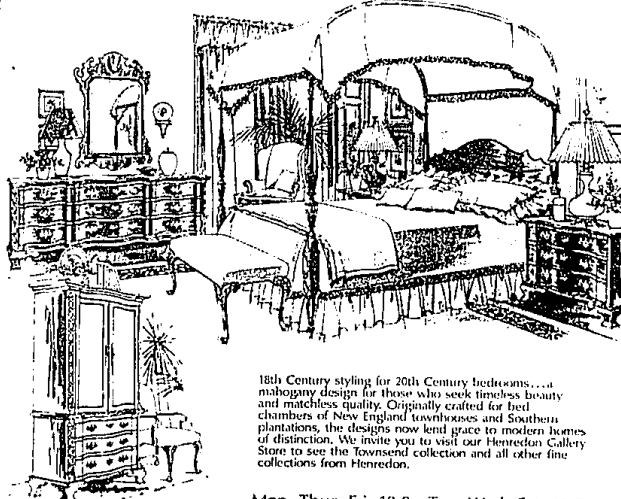 18th Century styling for 20th Century bedrooms....a
mahogany design for those who seek timeless beauty
and matchless quality. Originally crafted for bed
chambers of New England townhouses and Southern
plantations, the designs now lend grace to modern homes
of distinction. We invite you to visit our Henredon Gallery
Store to see the Townsend collection and all other fine
collections from Henredon.